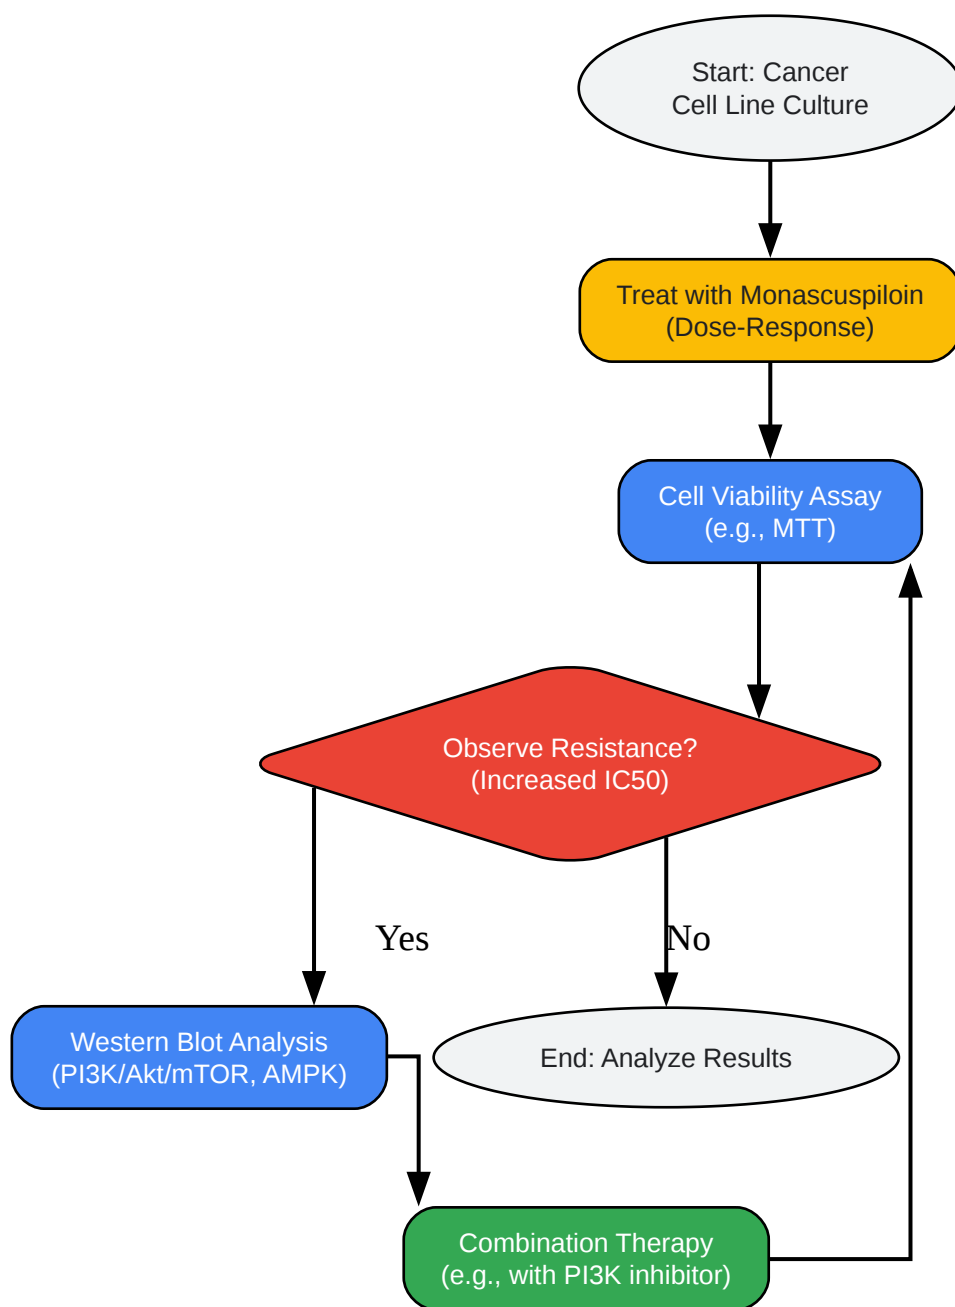 Start: Cancer
Cell Line Culture
Treat with Monascuspiloin
(Dose-Response)
Cell Viability Assay
(e.g., MTT)
Observe Resistance?
(Increased IC50)
Yes
No
Western Blot Analysis
(PI3K/Akt/mTOR, AMPK)
End: Analyze Results
Combination Therapy
(e.g., with PI3K inhibitor)